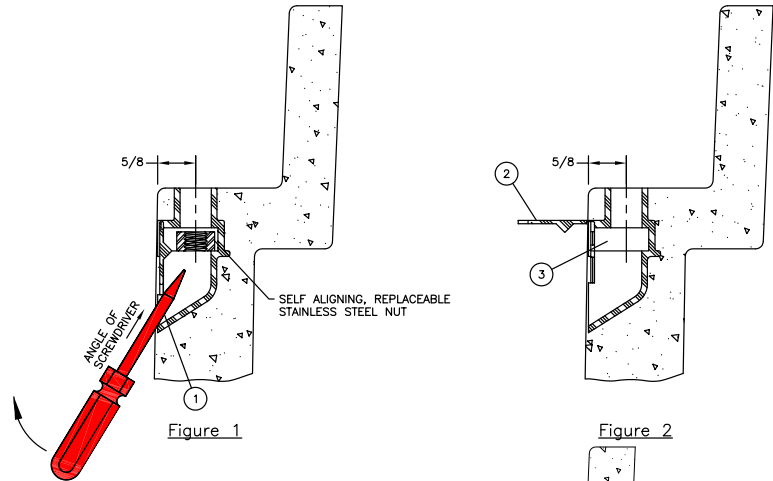 5/8
SELF ALIGNING, REPLACEABLE
STAINLESS STEEL NUT
ANGLE OF
SCREWDRIVER
1
Figure 1
5/8
2
3
Figure 2